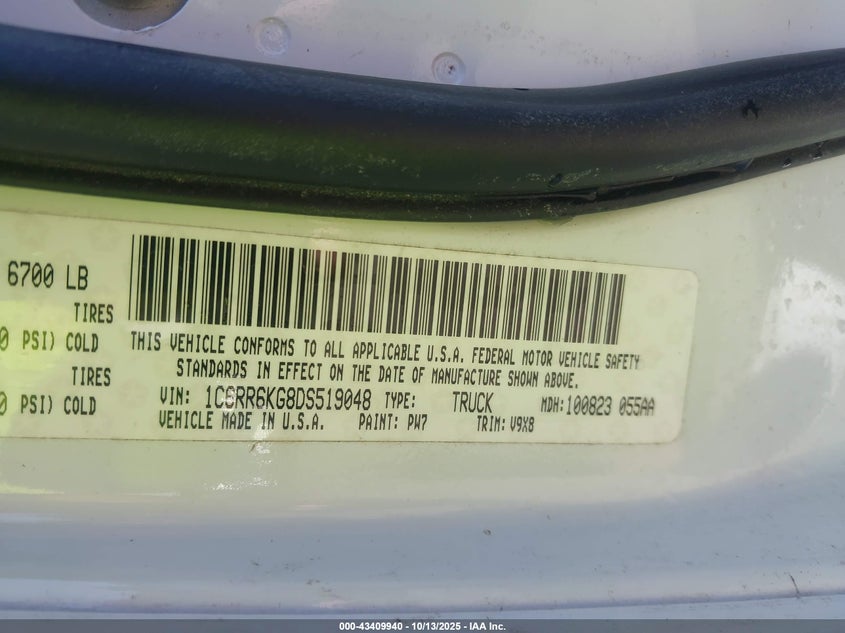 6700 LB
TIRES
0 PSI) COLD
TIRES
0 PSI) COLD
THIS VEHICLE CONFORMS TO ALL APPLICABLE U.S.A. FEDERAL MOTOR VEHICLE SAFETY
STANDARDS IN EFFECT ON THE DATE OF MANUFACTURE SHOWN ABOVE.
VIN: 1C6RR6KG8DS519048 TYPE: TRUCK MDH: 100823 055AA
VEHICLE MADE IN U.S.A. PAINT: PW7 TRIM: V9X8
000-43409940 - 10/13/2025 - IAA Inc.